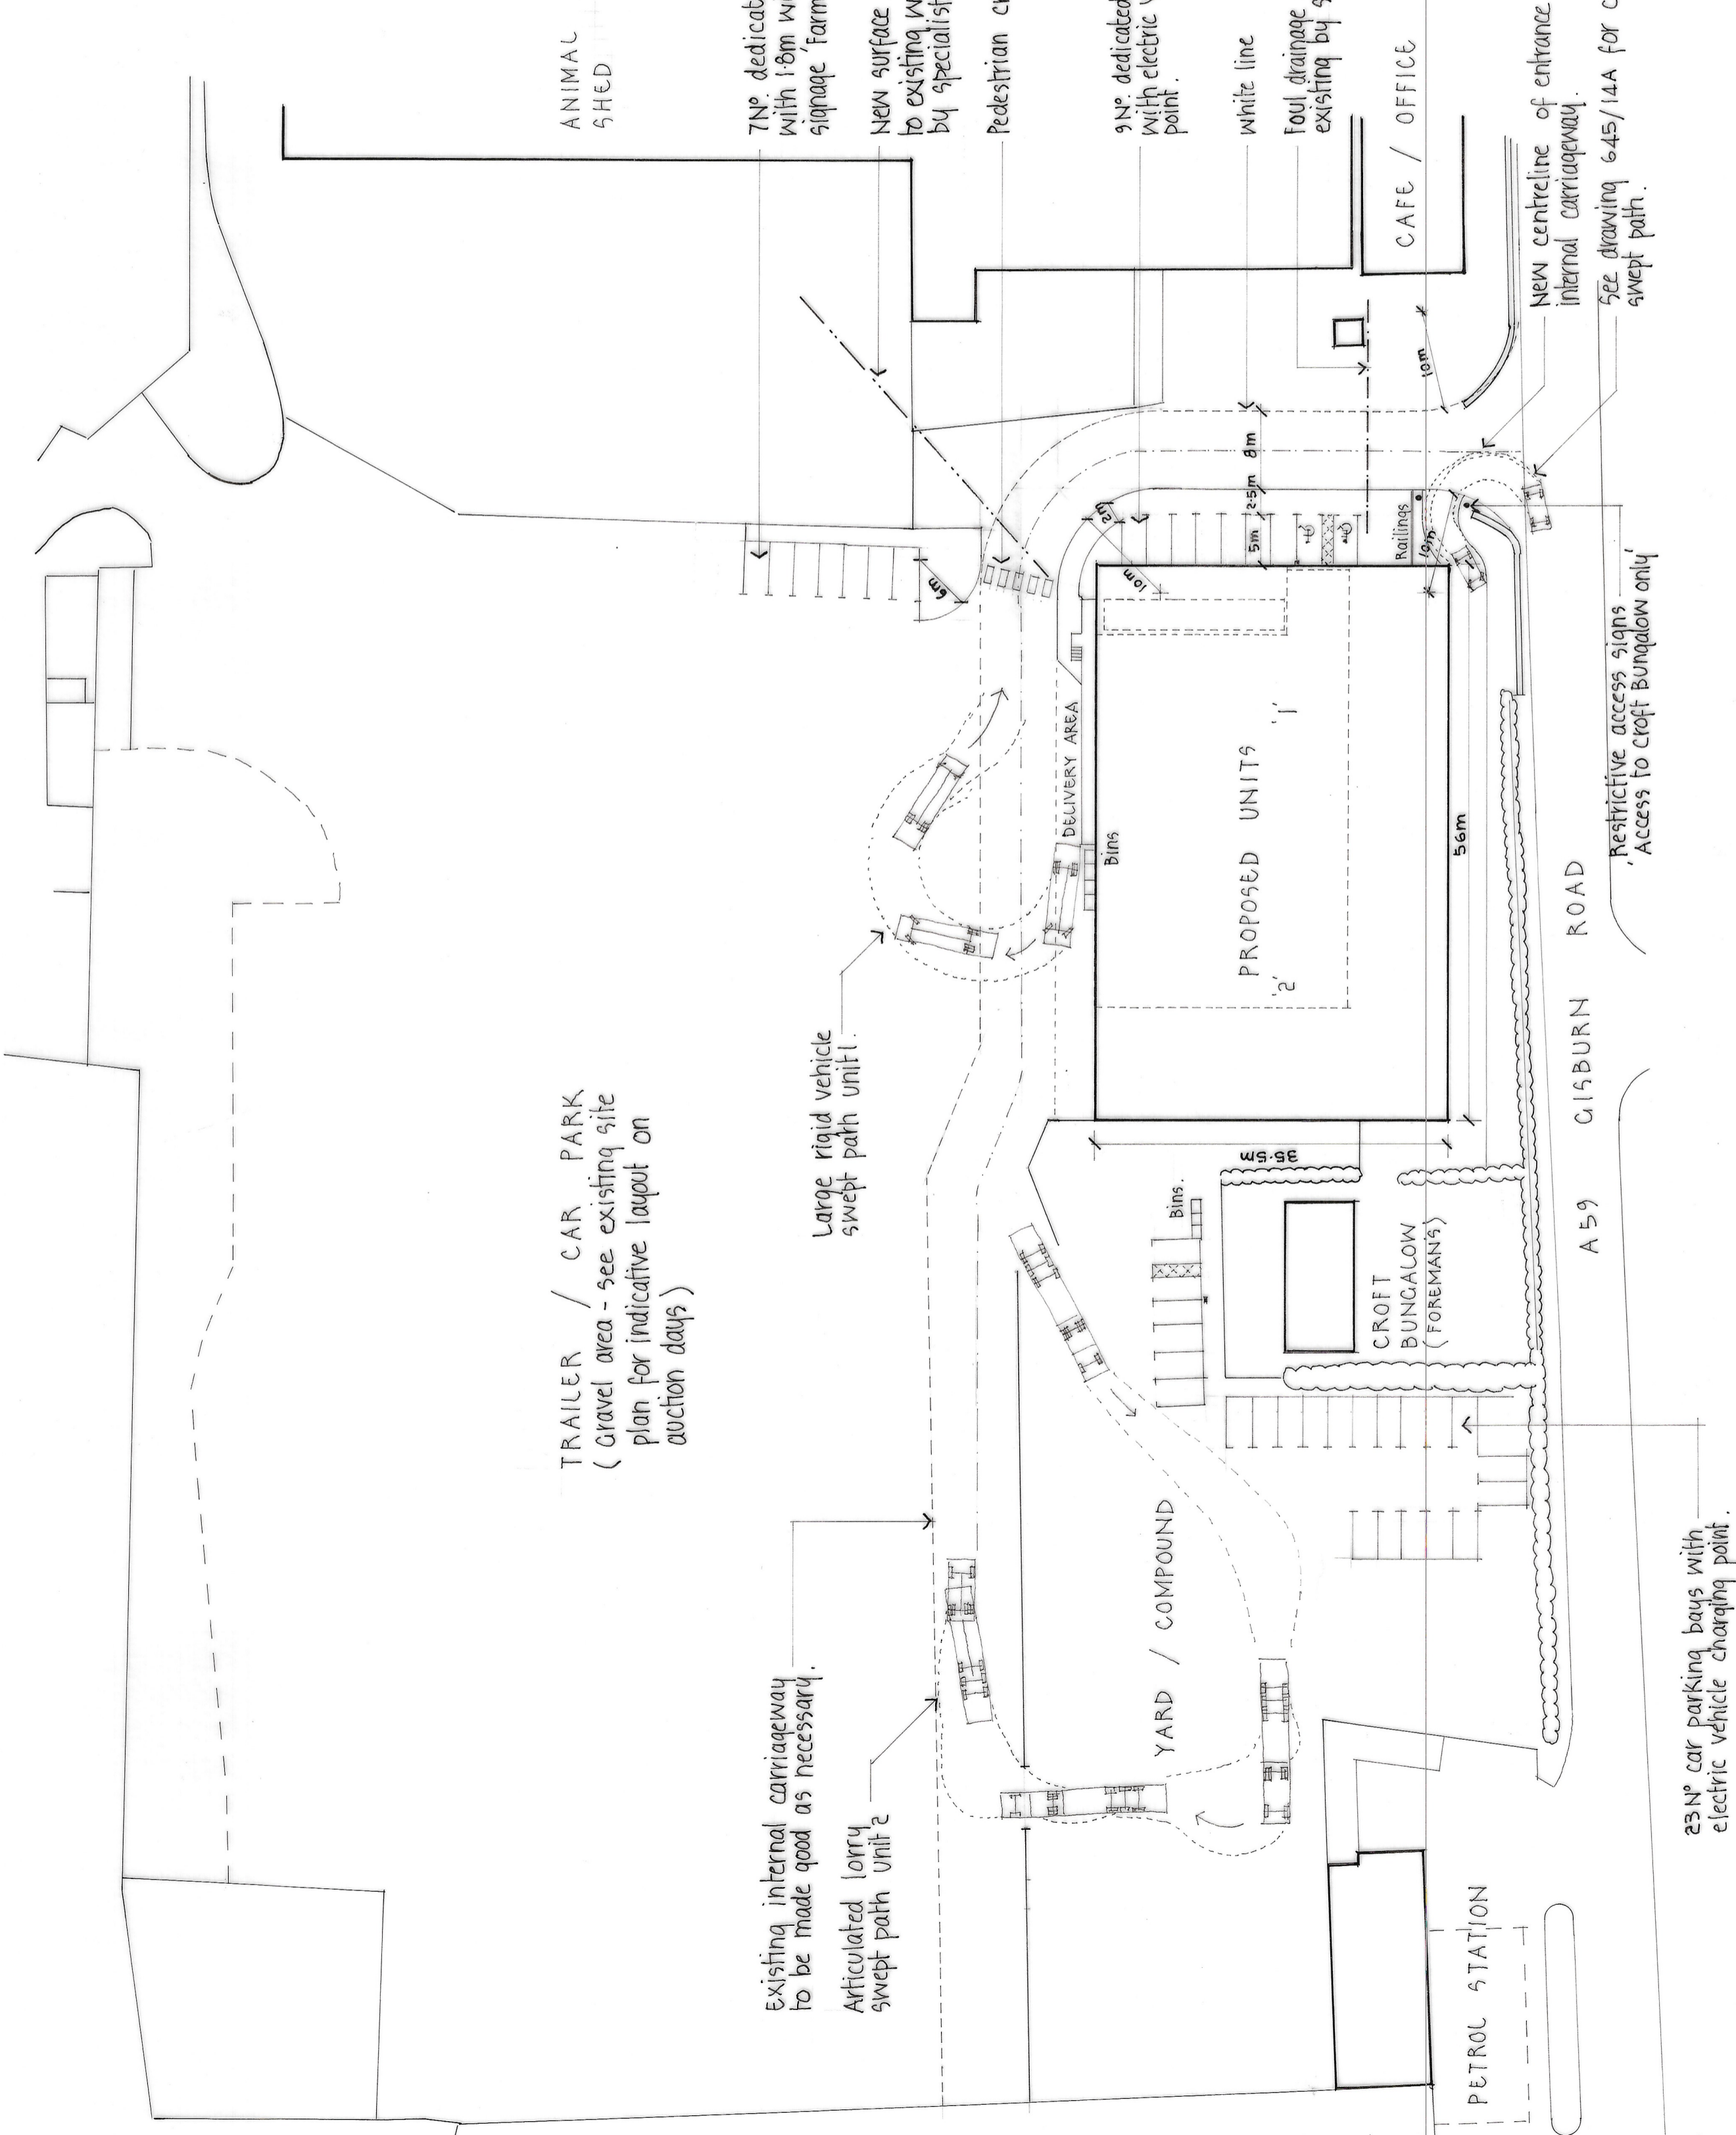 ANIMAL
SHED
7Nº. dedicat
with 1.8m wi
signage 'Farm
New surface
to existing w
by specialist
Pedestrian c
9Nº. dedicated
with electric
point.
white line
Foul drainage
existing by s
CAFE / OFFICE
New centreline of entrance
internal carriageway.
See drawing 645/14A for c
swept path.
10m
8m
2.5m
5m
2m
10m
6m
Railings
10m
'Restrictive access signs
Access to Croft Bungalow only'
DELIVERY AREA
Bins
PROPOSED UNITS
'1'
'2'
56m
35.5m
Large rigid vehicle
swept path unit 1.
TRAILER / CAR PARK
( Gravel area - see existing site
plan for indicative layout on
auction days )
Bins.
CROFT
BUNGALOW
(FOREMAN'S)
A59 GISBURN ROAD
Existing internal carriageway
to be made good as necessary.
Articulated lorry
swept path unit 2
YARD / COMPOUND
23Nº car parking bays with
electric vehicle charging point.
PETROL STATION